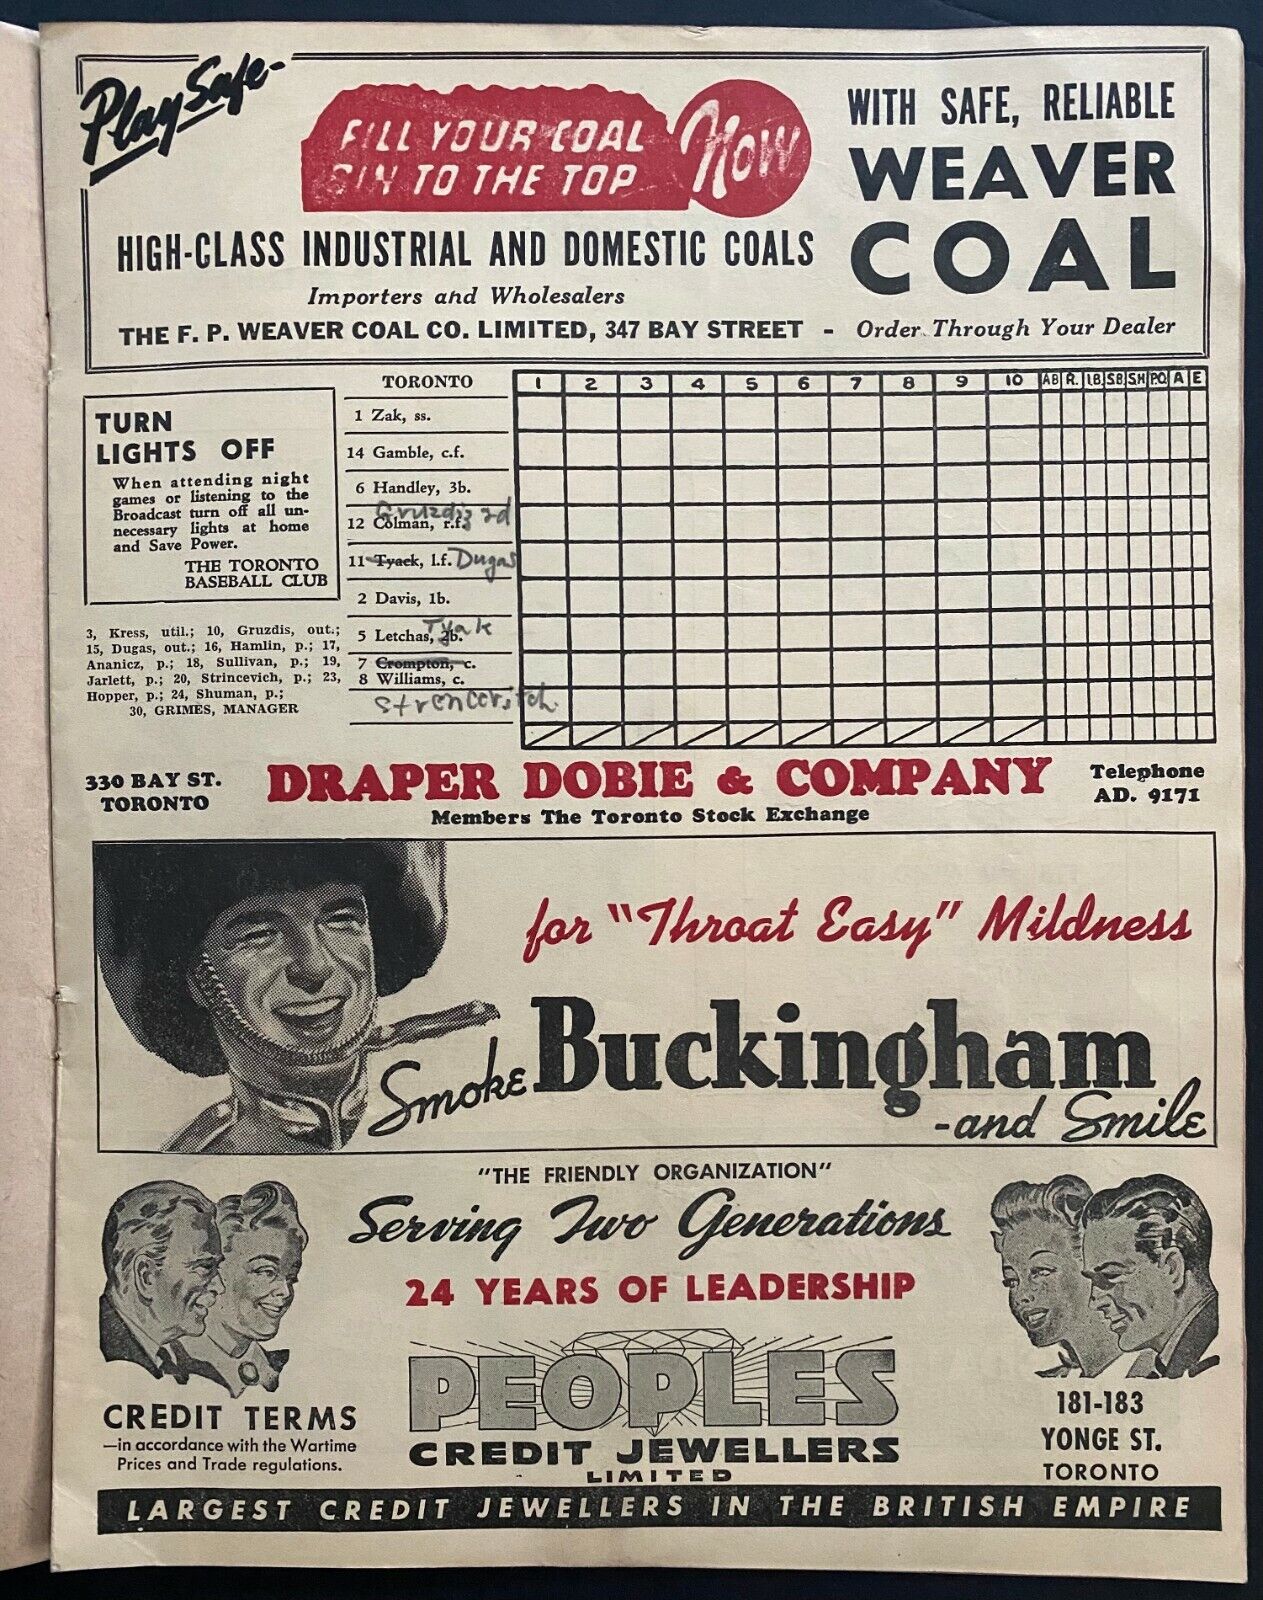 Play Safe-
FILL YOUR COAL
BIN TO THE TOP
Now
WITH SAFE, RELIABLE
WEAVER
COAL
HIGH-CLASS INDUSTRIAL AND DOMESTIC COALS
Importers and Wholesalers
THE F. P. WEAVER COAL CO. LIMITED, 347 BAY STREET - Order Through Your Dealer
TURN
LIGHTS OFF
When attending night
games or listening to the
Broadcast turn off all un-
necessary lights at home
and Save Power.
THE TORONTO
BASEBALL CLUB
3, Kress, util.; 10, Gruzdis, out.;
15, Dugas, out.; 16, Hamlin, p.; 17,
Ananicz, p.; 18, Sullivan, p.; 19,
Jarlett, p.; 20, Strincevich, p.; 23,
Hopper, p.; 24, Shuman, p.;
30, GRIMES, MANAGER
TORONTO 1 2 3 4 5 6 7 8 9 10 AB R. 1B. SB SH P.O. A E
1 Zak, ss.
14 Gamble, c.f.
6 Handley, 3b.
Gruzdis rd
12 Colman, r.f.
11 Tyack, l.f. Dugas
2 Davis, 1b.
Tyak
5 Letchas, 2b.
7 Crompton, c.
8 Williams, c.
Strenceritch.
330 BAY ST.
TORONTO
DRAPER DOBIE & COMPANY
Members The Toronto Stock Exchange
Telephone
AD. 9171
for "Throat Easy" Mildness
Smoke Buckingham
-and Smile
"THE FRIENDLY ORGANIZATION"
Serving Two Generations
24 YEARS OF LEADERSHIP
PEOPLES
CREDIT JEWELLERS
LIMITED
CREDIT TERMS
—in accordance with the Wartime
Prices and Trade regulations.
181-183
YONGE ST.
TORONTO
LARGEST CREDIT JEWELLERS IN THE BRITISH EMPIRE